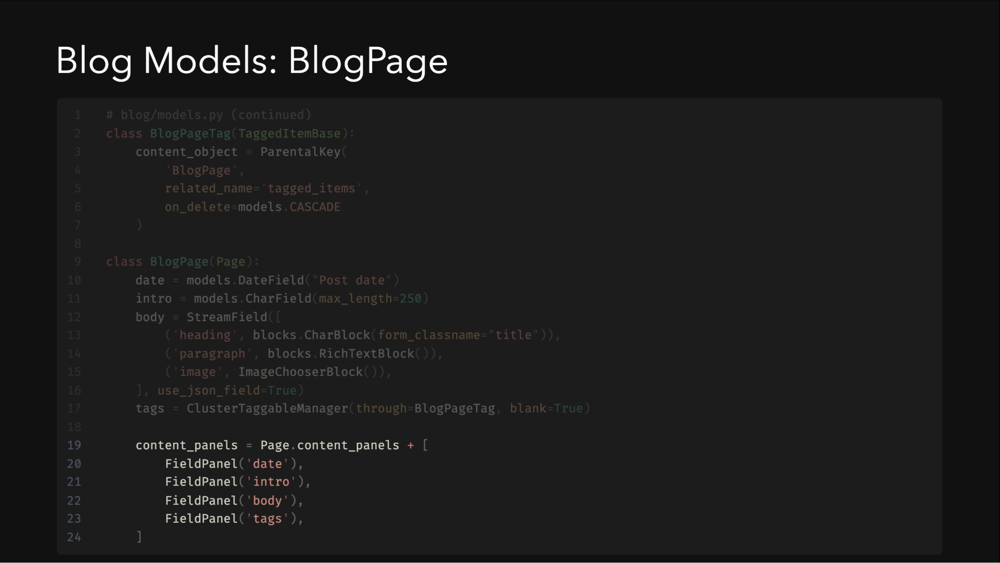 Blog Models: BlogPage
1 # blog/models.py (continued)
2 class BlogPageTag(TaggedItemBase):
3     content_object = ParentalKey(
4         'BlogPage',
5         related_name='tagged_items',
6         on_delete=models.CASCADE
7     )
8
9 class BlogPage(Page):
10     date = models.DateField("Post date")
11     intro = models.CharField(max_length=250)
12     body = StreamField([
13         ('heading', blocks.CharBlock(form_classname="title")),
14         ('paragraph', blocks.RichTextBlock()),
15         ('image', ImageChooserBlock()),
16     ], use_json_field=True)
17     tags = ClusterTaggableManager(through=BlogPageTag, blank=True)
18
19     content_panels = Page.content_panels + [
20         FieldPanel('date'),
21         FieldPanel('intro'),
22         FieldPanel('body'),
23         FieldPanel('tags'),
24     ]